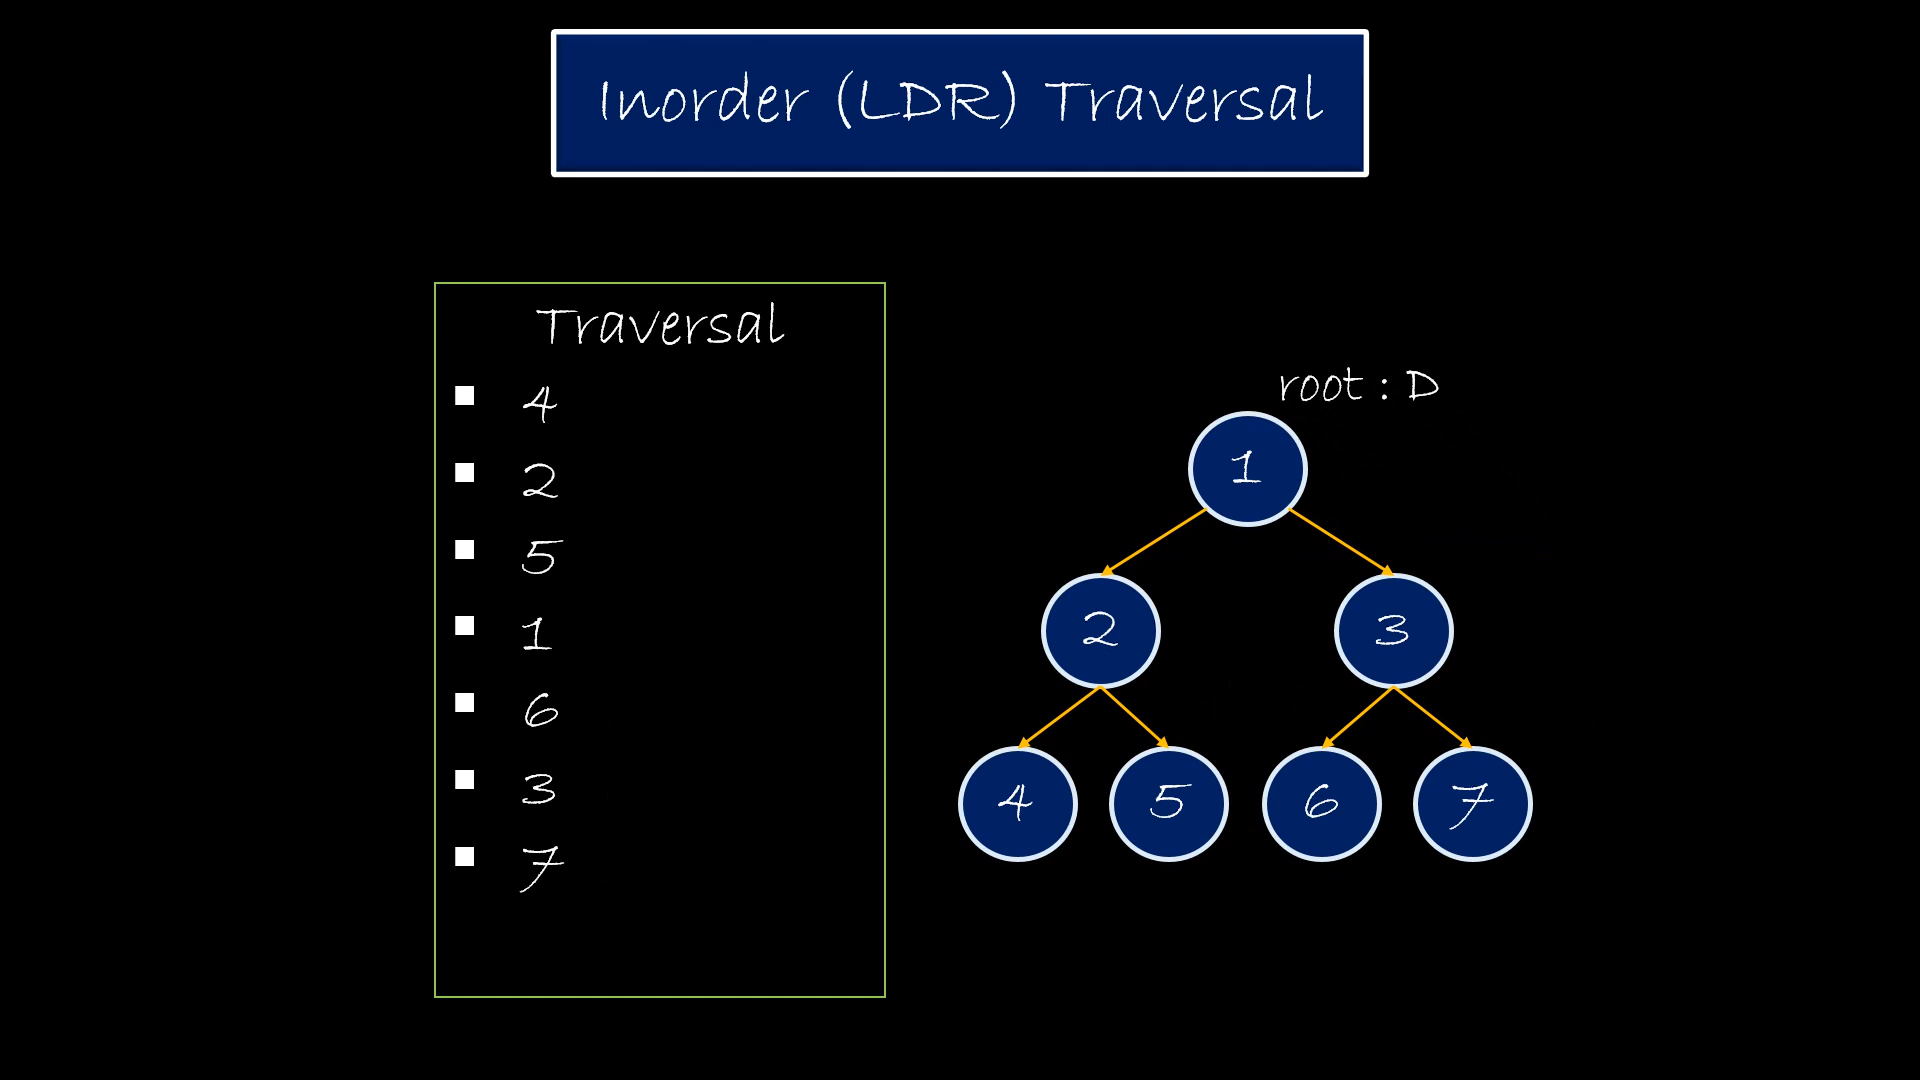 Inorder (LDR) Traversal
Traversal
▪ 4
▪ 2
▪ 5
▪ 1
▪ 6
▪ 3
▪ 7
root : D
1
2 3
4 5 6 7